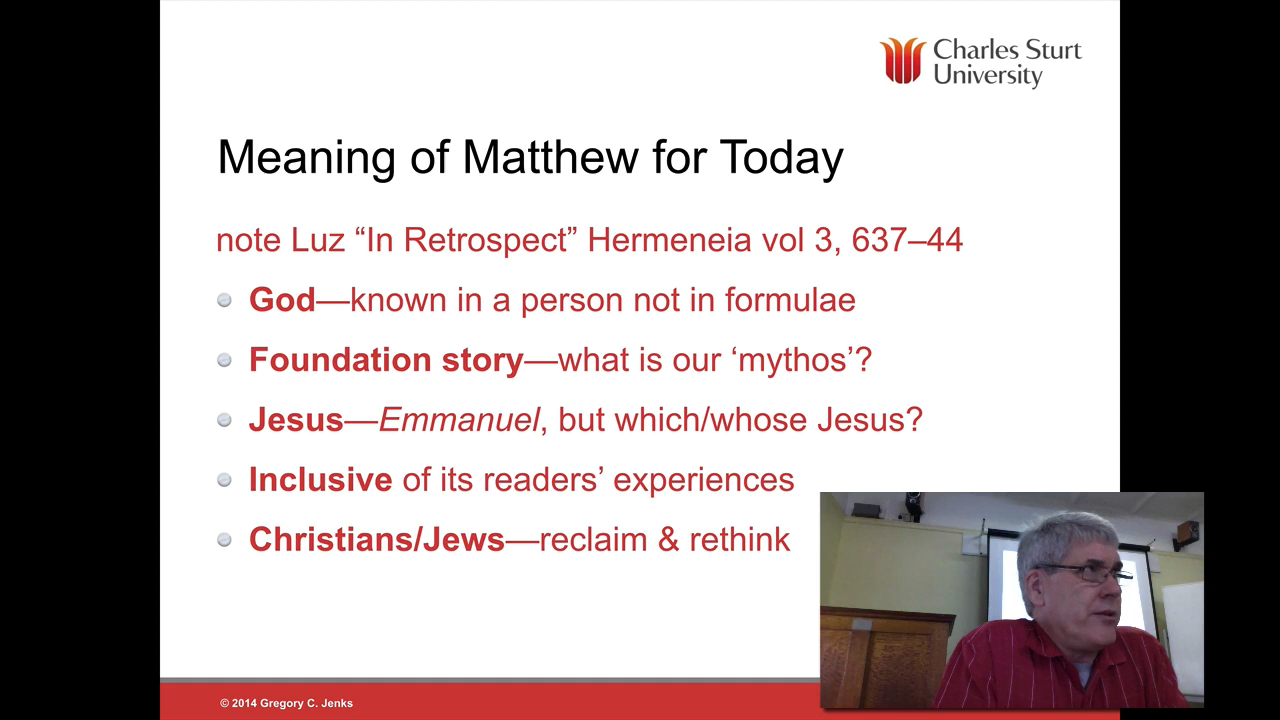 Charles Sturt
University
Meaning of Matthew for Today
note Luz “In Retrospect” Hermeneia vol 3, 637–44
God—known in a person not in formulae
Foundation story—what is our ‘mythos’?
Jesus—Emmanuel, but which/whose Jesus?
Inclusive of its readers’ experiences
Christians/Jews—reclaim & rethink
© 2014 Gregory C. Jenks